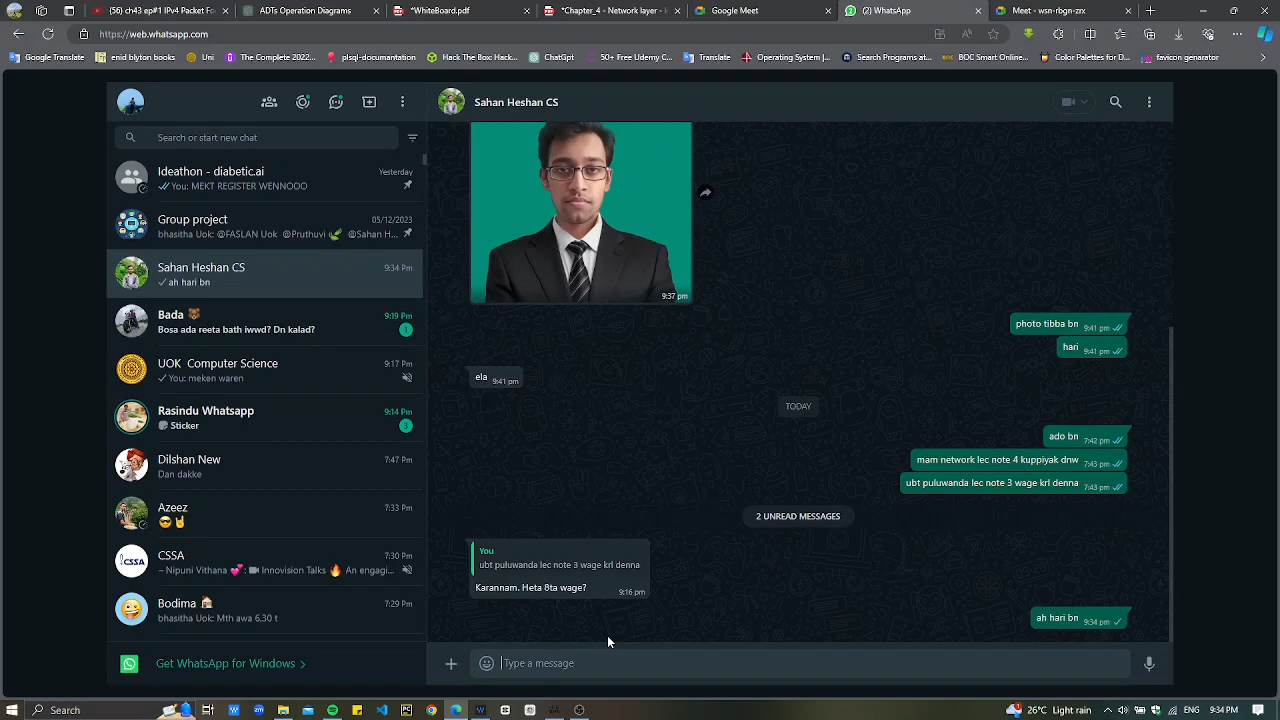 ch43 ep#1 IPv4 Packet Fo
ADTs Operation Diagrams
*WhiteBoard.pdf
*Chapter 4 - Network layer -
Google Meet
(2) WhatsApp
Meet - wsn-rqgn-zrx
https://web.whatsapp.com
Google Translate
mid blyt books
Uni
The Complete 2002...
plsql-documentation
Hack The Box Hackt...
ChatGPT
50+ Free Udemy C...
Translate
Operating System |...
Search Programs at...
BOC Smart Online...
Color Palettes for...
favicon generator
Sahan Heshan CS
Search or start new chat
9:37 pm
Yesterday
You: MEKT REGISTER WENNOOO
Group project
05/12/2023
bhasitha Uok: @FASLAN Uok @Pruthuvi @Sahan H...
Sahan Heshan CS
9:34 Pm
ah hari bn
Bada
9:19 Pm
Bosa ada reeta bath iwwd? Dn kalad?
1
UOK Computer Science
9:17 Pm
You: meken waren
Rasindu Whatsapp
9:14 Pm
Sticker
3
Dilshan New
7:47 Pm
Dan dakke
Azeez
7:33 Pm
CSSA
7:30 Pm
~ Nipuni Vithana : Innovision Talks An engagi...
Bodima
7:29 Pm
bhasitha Uok: Mth awa 6.30 t
Get WhatsApp for Windows
photo tibba bn 9:41 pm
hari 9:41 pm
ela 9:41 pm
TODAY
ado bn 7:42 pm
mam network lec note 4 kuppiyak dnw 7:43 pm
ubt puluwanda lec note 3 wage krl denna 7:43 pm
2 UNREAD MESSAGES
You
ubt puluwanda lec note 3 wage krl denna
Karannam. Heta 8ta wage? 9:16 pm
ah hari bn 9:34 pm
Type a message
Search
26°C Light rain
9:34 PM